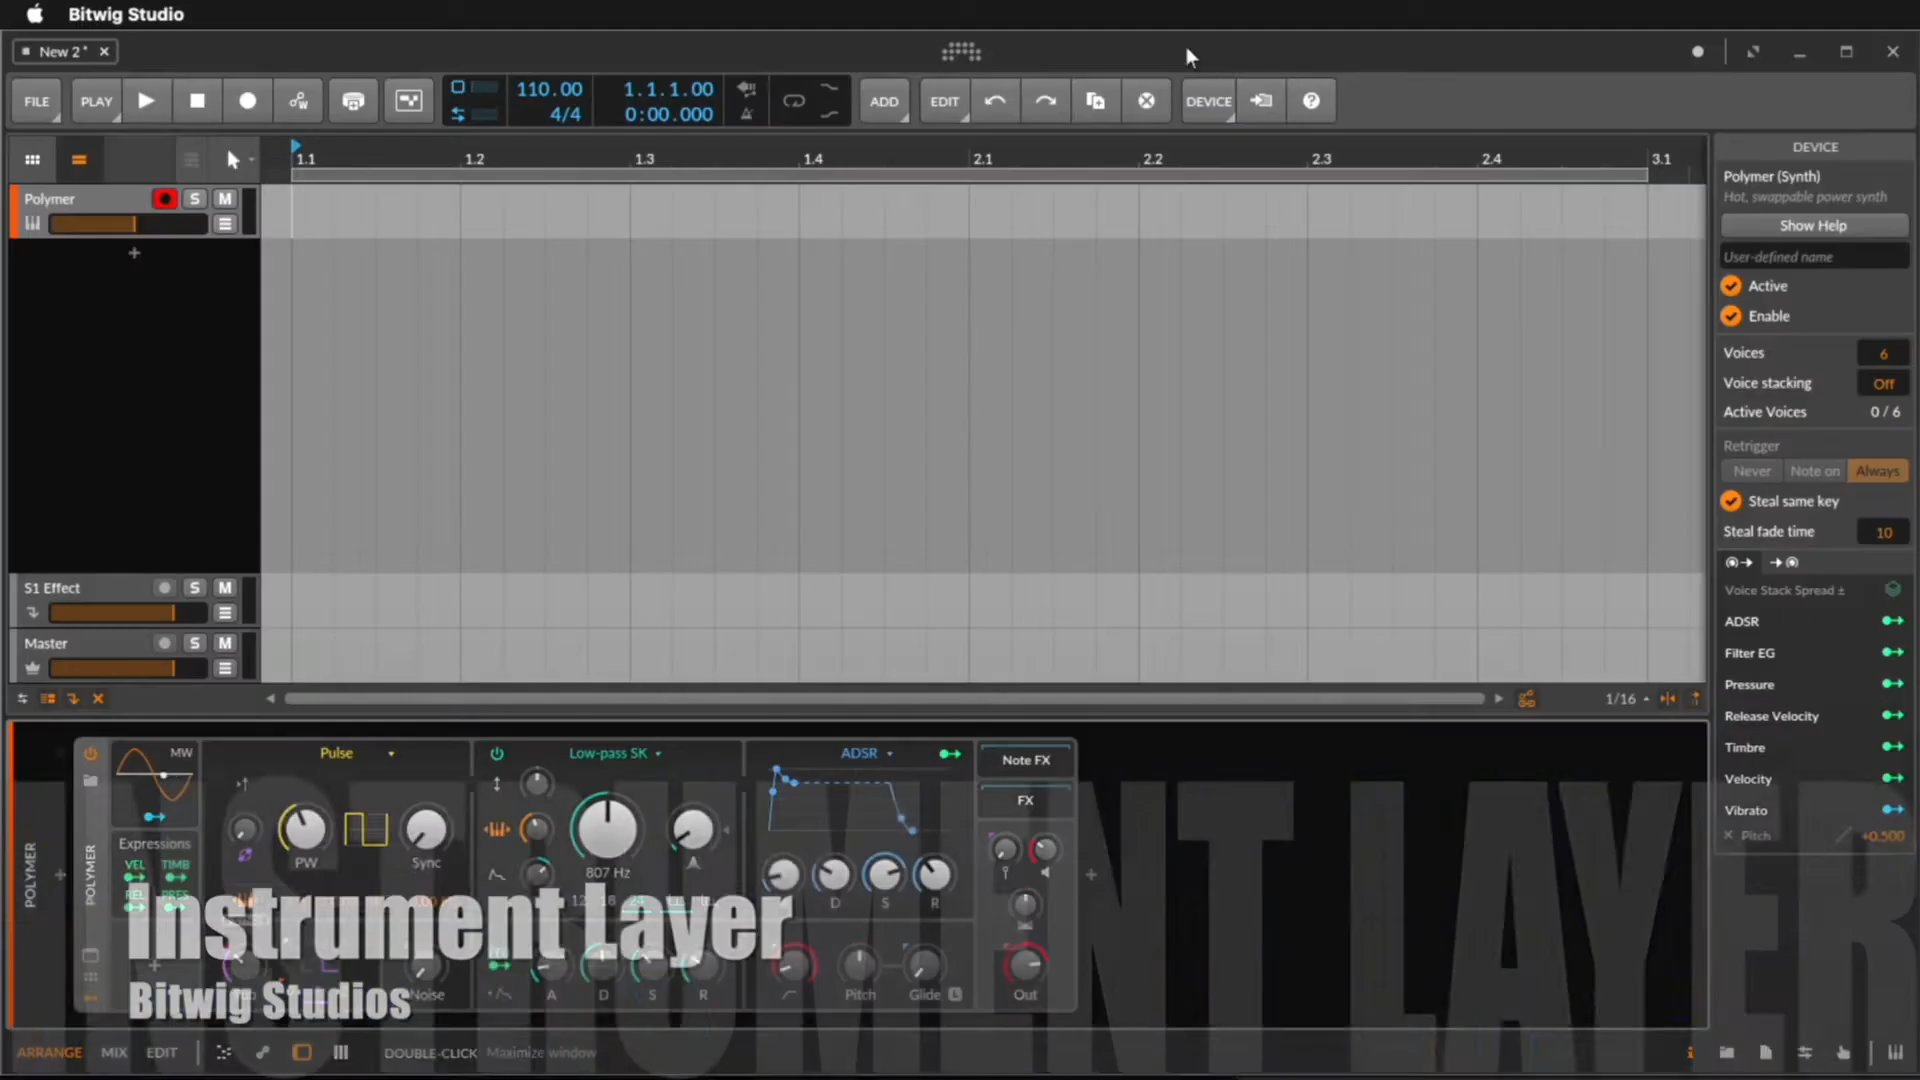 Bitwig Studio
New 2*
FILE PLAY 110.00 1.1.1.00 ADD EDIT DEVICE
4/4 0:00.000
1.1 1.2 1.3 1.4 2.1 2.2 2.3 2.4 3.1
Polymer S M
S1 Effect S M
Master S M
1/16
DEVICE
Polymer (Synth)
Hot, swappable power synth
Show Help
User-defined name
Active
Enable
Voices 6
Voice stacking Off
Active Voices 0 / 6
Retrigger
Never Note on Always
Steal same key
Steal fade time 10
Voice Stack Spread ±
ADSR
Filter EG
Pressure
Release Velocity
Timbre
Velocity
Vibrato
Pitch +0.500
POLYMER
POLYMER
MW Pulse Low-pass SK ADSR Note FX
FX
Expressions PW Sync 807 Hz
VEL TIMB
REL PRES
D S R
A D S R Pitch Glide L Out
Noise
Instrument Layer
Bitwig Studios
INSTRUMENT LAYER
ARRANGE MIX EDIT DOUBLE-CLICK Maximize window